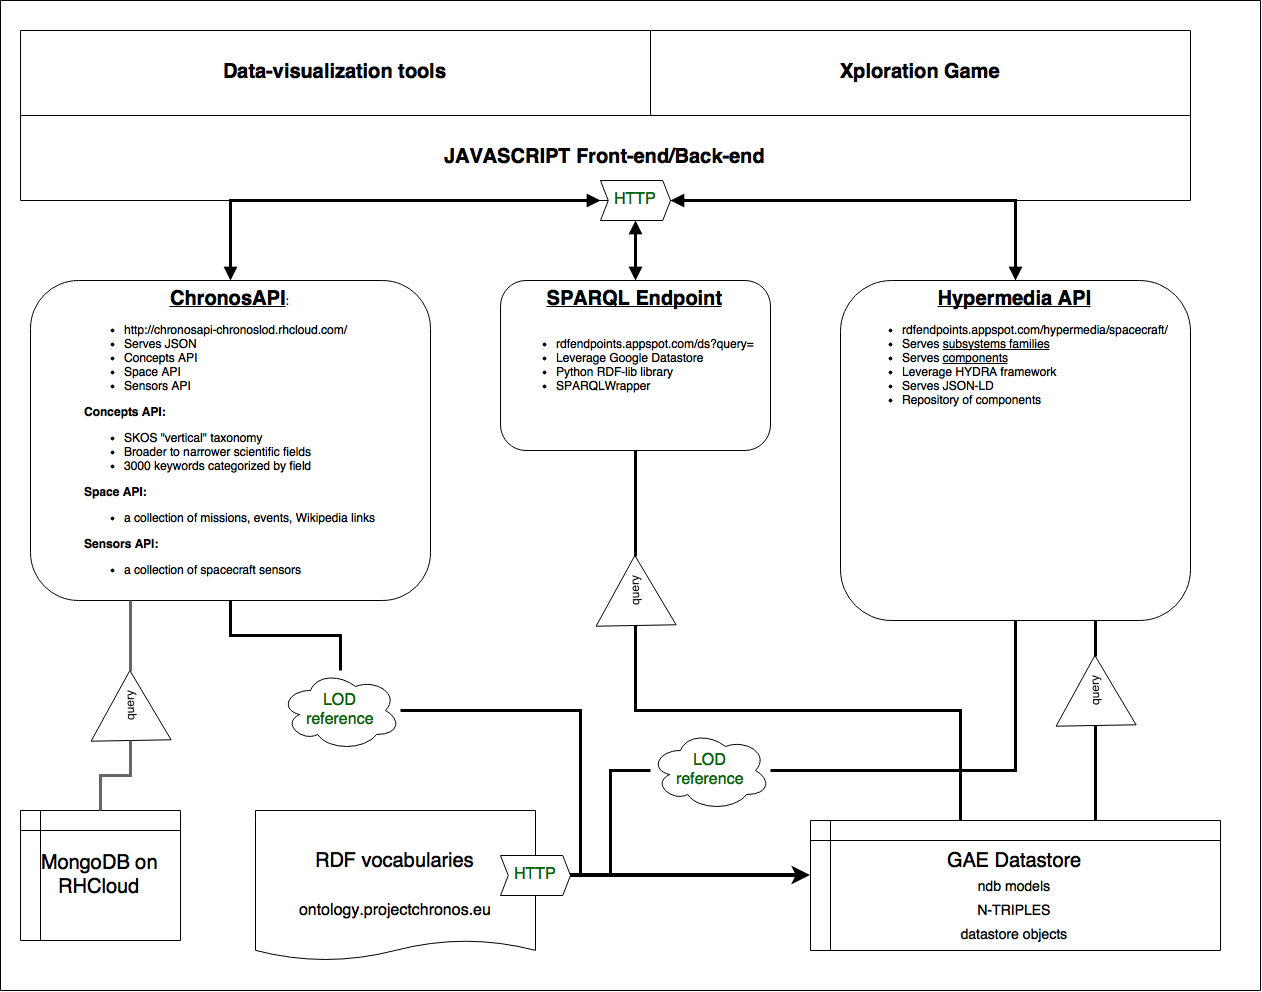 Data-visualization tools
Xploration Game
JAVASCRIPT Front-end/Back-end
HTTP
ChronosAPI:
http://chronosapi-chronoslod.rhcloud.com/
Serves JSON
Concepts API
Space API
Sensors API
Concepts API:
SKOS "vertical" taxonomy
Broader to narrower scientific fields
3000 keywords categorized by field
Space API:
a collection of missions, events, Wikipedia links
Sensors API:
a collection of spacecraft sensors
SPARQL Endpoint
rdfendpoints.appspot.com/ds?query=
Leverage Google Datastore
Python RDF-lib library
SPARQLWrapper
Hypermedia API
rdfendpoints.appspot.com/hypermedia/spacecraft/
Serves subsystems families
Serves components
Leverage HYDRA framework
Serves JSON-LD
Repository of components
query
query
query
LOD
reference
LOD
reference
MongoDB on
RHCloud
RDF vocabularies
ontology.projectchronos.eu
HTTP
GAE Datastore
ndb models
N-TRIPLES
datastore objects